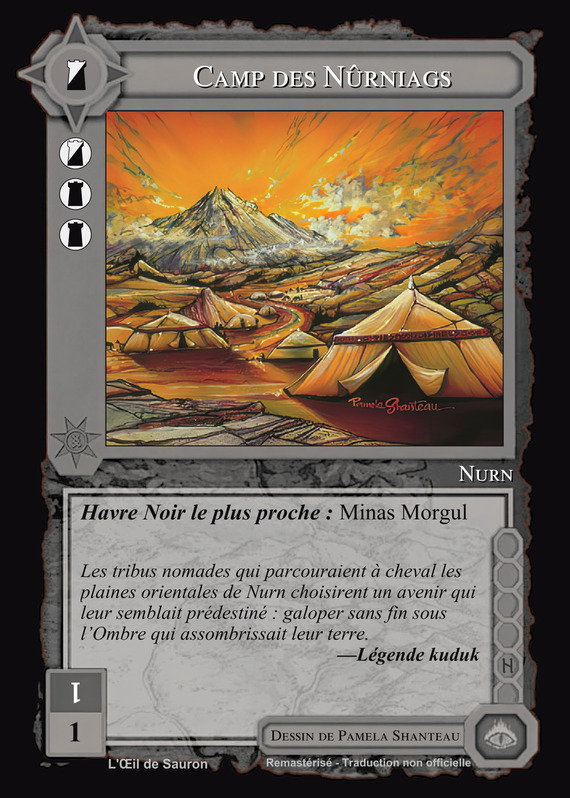 Camp des Nûrniags
Pamela Shanteau
Nurn
Havre Noir le plus proche : Minas Morgul
Les tribus nomades qui parcouraient à cheval les
plaines orientales de Nurn choisirent un avenir qui
leur semblait prédestiné : galoper sans fin sous
l’Ombre qui assombrissait leur terre.
—Légende kuduk
1
1
Dessin de Pamela Shanteau
L'Œil de Sauron
Remastérisé - Traduction non officielle